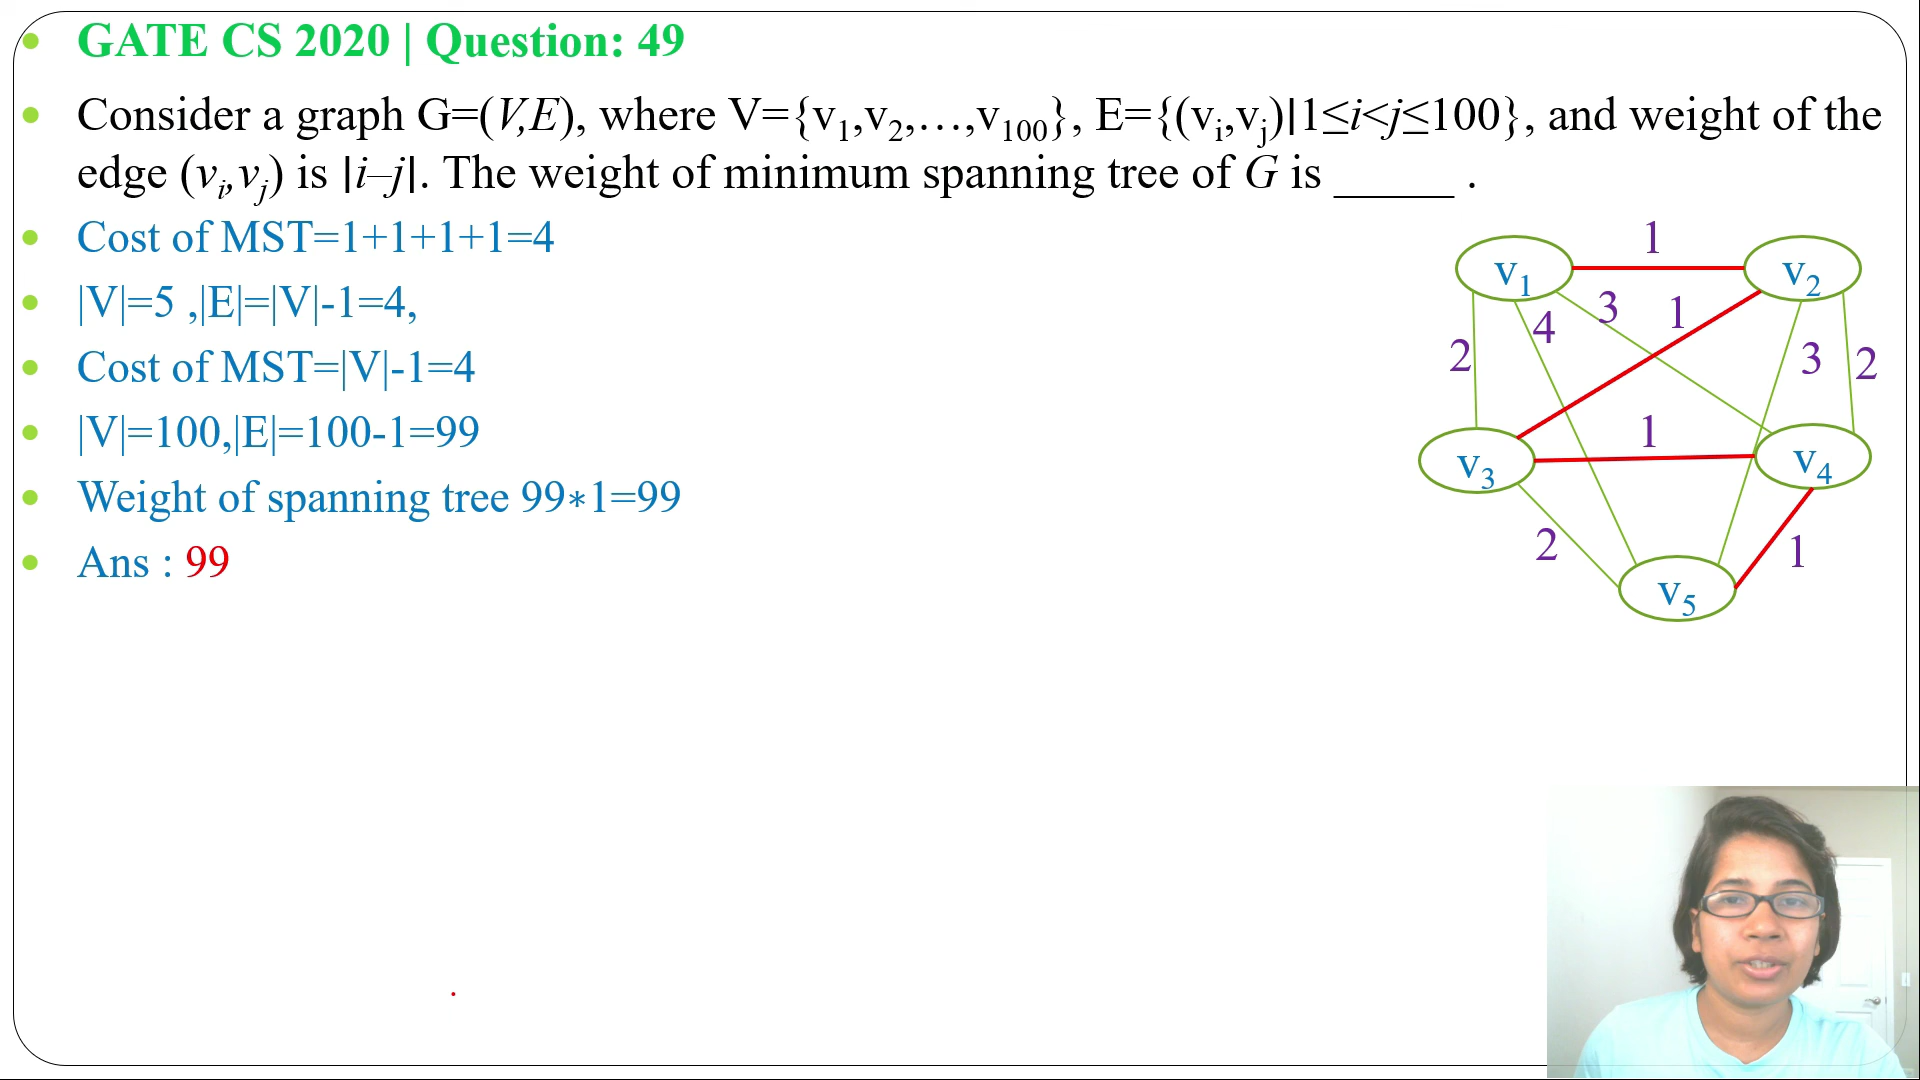 GATE CS 2020 | Question: 49
Consider a graph G=(V,E), where V={v₁,v₂,…,v₁₀₀}, E={(vᵢ,vⱼ)|1≤i<j≤100}, and weight of the
edge (vᵢ,vⱼ) is |i–j|. The weight of minimum spanning tree of G is _____ .
Cost of MST=1+1+1+1=4
|V|=5 ,|E|=|V|-1=4,
Cost of MST=|V|-1=4
|V|=100,|E|=100-1=99
Weight of spanning tree 99*1=99
Ans : 99
1
v₁ v₂
3 1
4
2 3 2
1
v₃ v₄
2 1
v₅